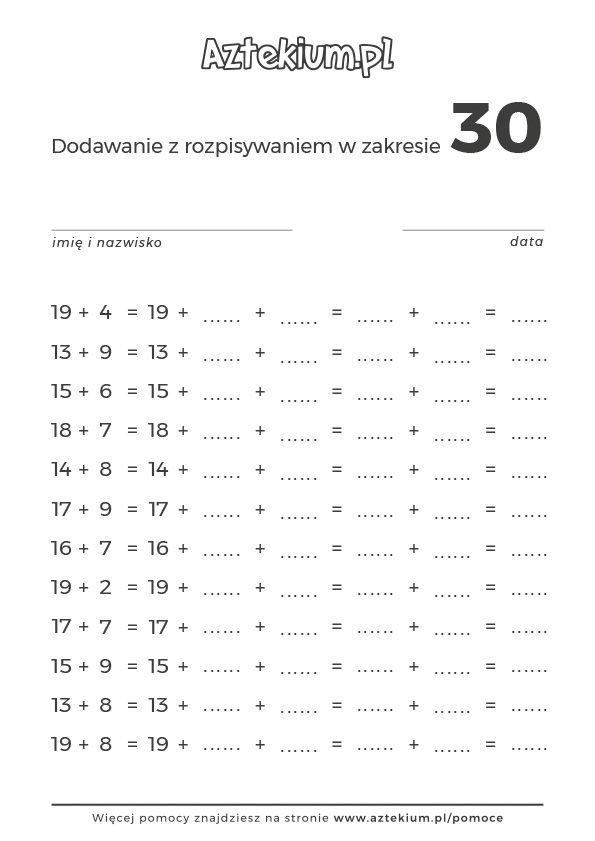 Aztekium.pl
Dodawanie z rozpisywaniem w zakresie 30
imię i nazwisko data
19 + 4 = 19 + ...... + ...... = ...... + ...... = ......
13 + 9 = 13 + ...... + ...... = ...... + ...... = ......
15 + 6 = 15 + ...... + ...... = ...... + ...... = ......
18 + 7 = 18 + ...... + ...... = ...... + ...... = ......
14 + 8 = 14 + ...... + ...... = ...... + ...... = ......
17 + 9 = 17 + ...... + ...... = ...... + ...... = ......
16 + 7 = 16 + ...... + ...... = ...... + ...... = ......
19 + 2 = 19 + ...... + ...... = ...... + ...... = ......
17 + 7 = 17 + ...... + ...... = ...... + ...... = ......
15 + 9 = 15 + ...... + ...... = ...... + ...... = ......
13 + 8 = 13 + ...... + ...... = ...... + ...... = ......
19 + 8 = 19 + ...... + ...... = ...... + ...... = ......
Więcej pomocy znajdziesz na stronie www.aztekium.pl/pomoce